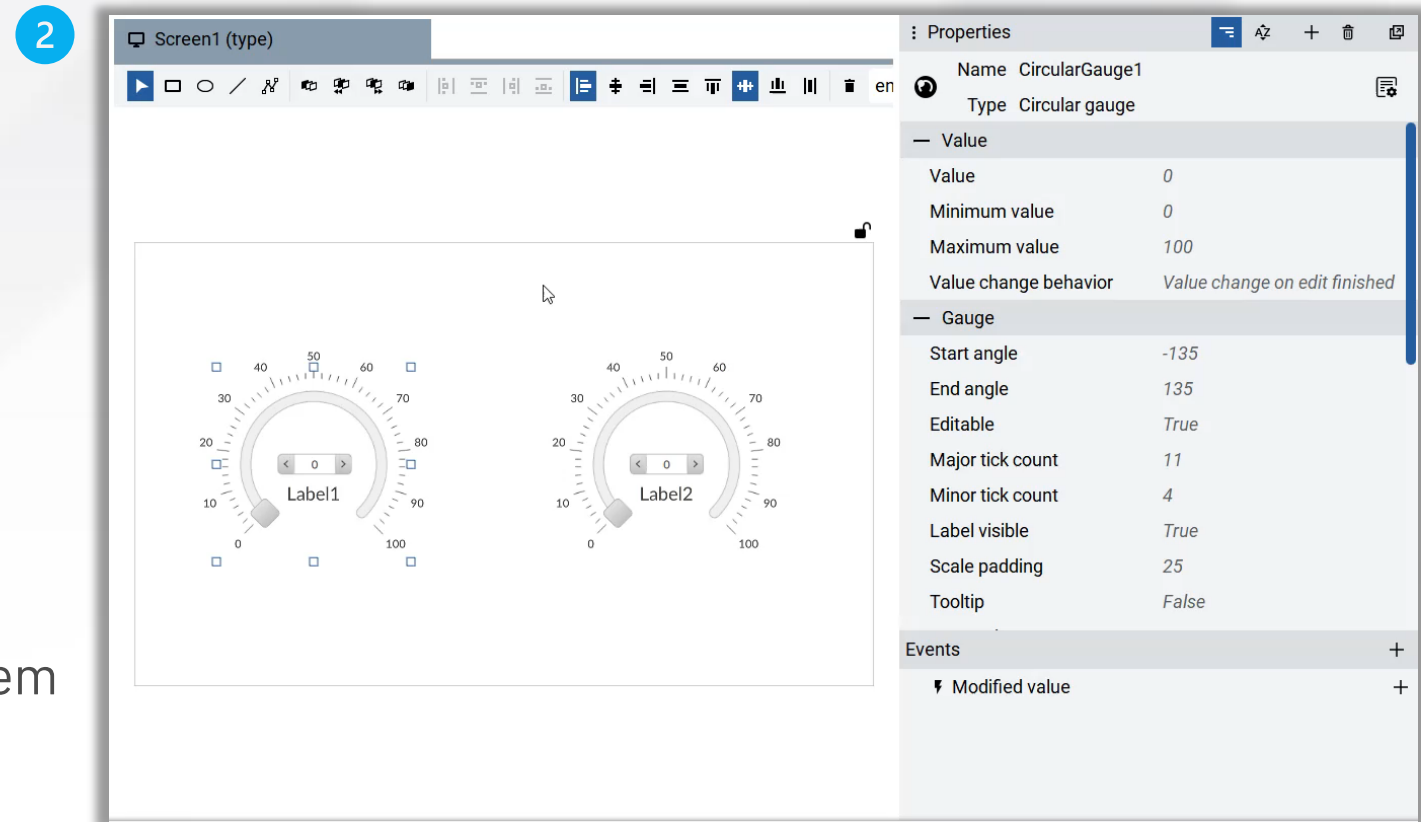 2
Screen1 (type)
en
em
50
40 60
30 70
20 80
0
Label1
10 90
0 100
50
40 60
30 70
20 80
0
Label2
10 90
0 100
Properties
AZ
Name CircularGauge1
Type Circular gauge
Value
Value 0
Minimum value 0
Maximum value 100
Value change behavior Value change on edit finished
Gauge
Start angle -135
End angle 135
Editable True
Major tick count 11
Minor tick count 4
Label visible True
Scale padding 25
Tooltip False
Events
Modified value